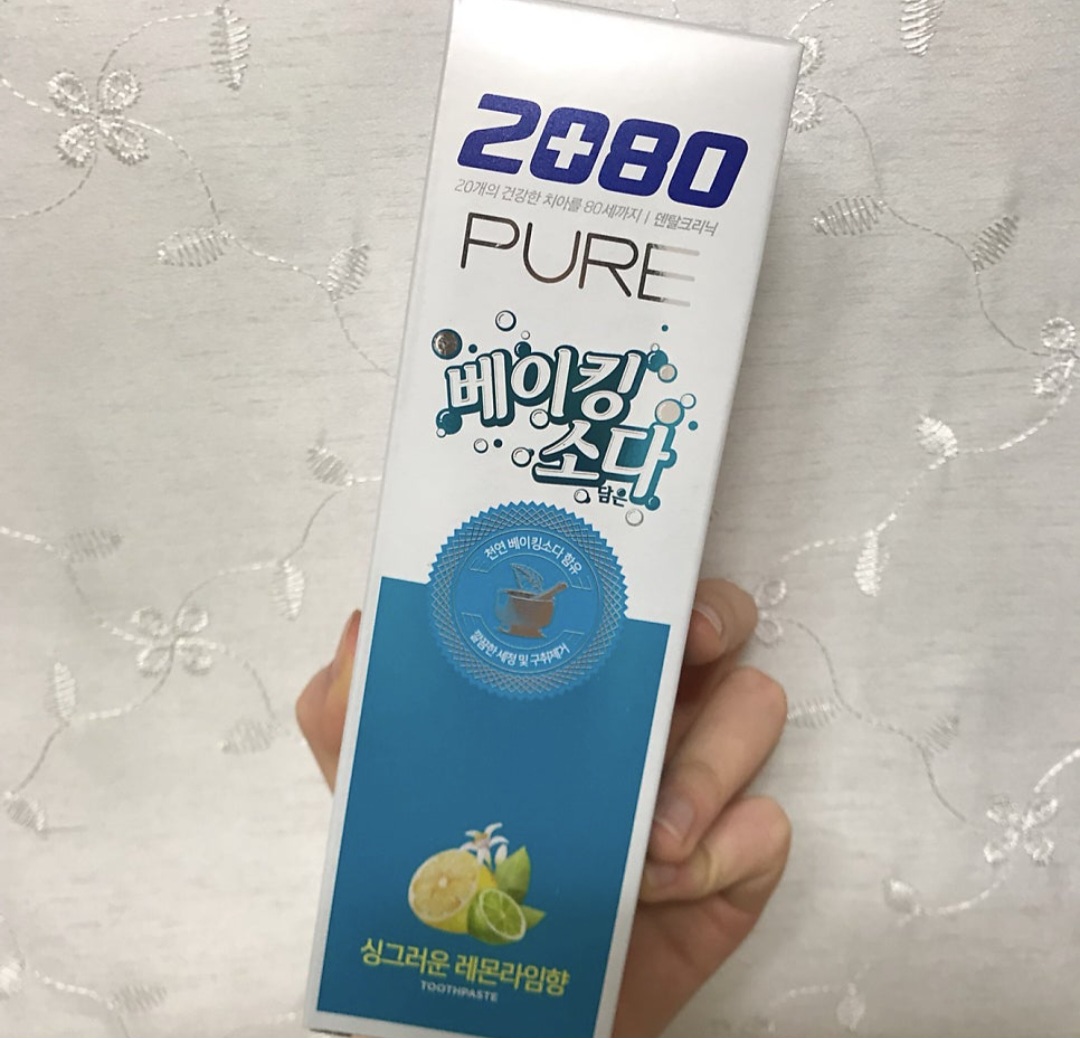 2080
20개의 건강한 치아를 80세까지 | 덴탈크리닉
PURE
베이킹
소다
담은
천연 베이킹소다 함유
깔끔한 세정 및 구취제거
싱그러운 레몬라임향
TOOTHPASTE